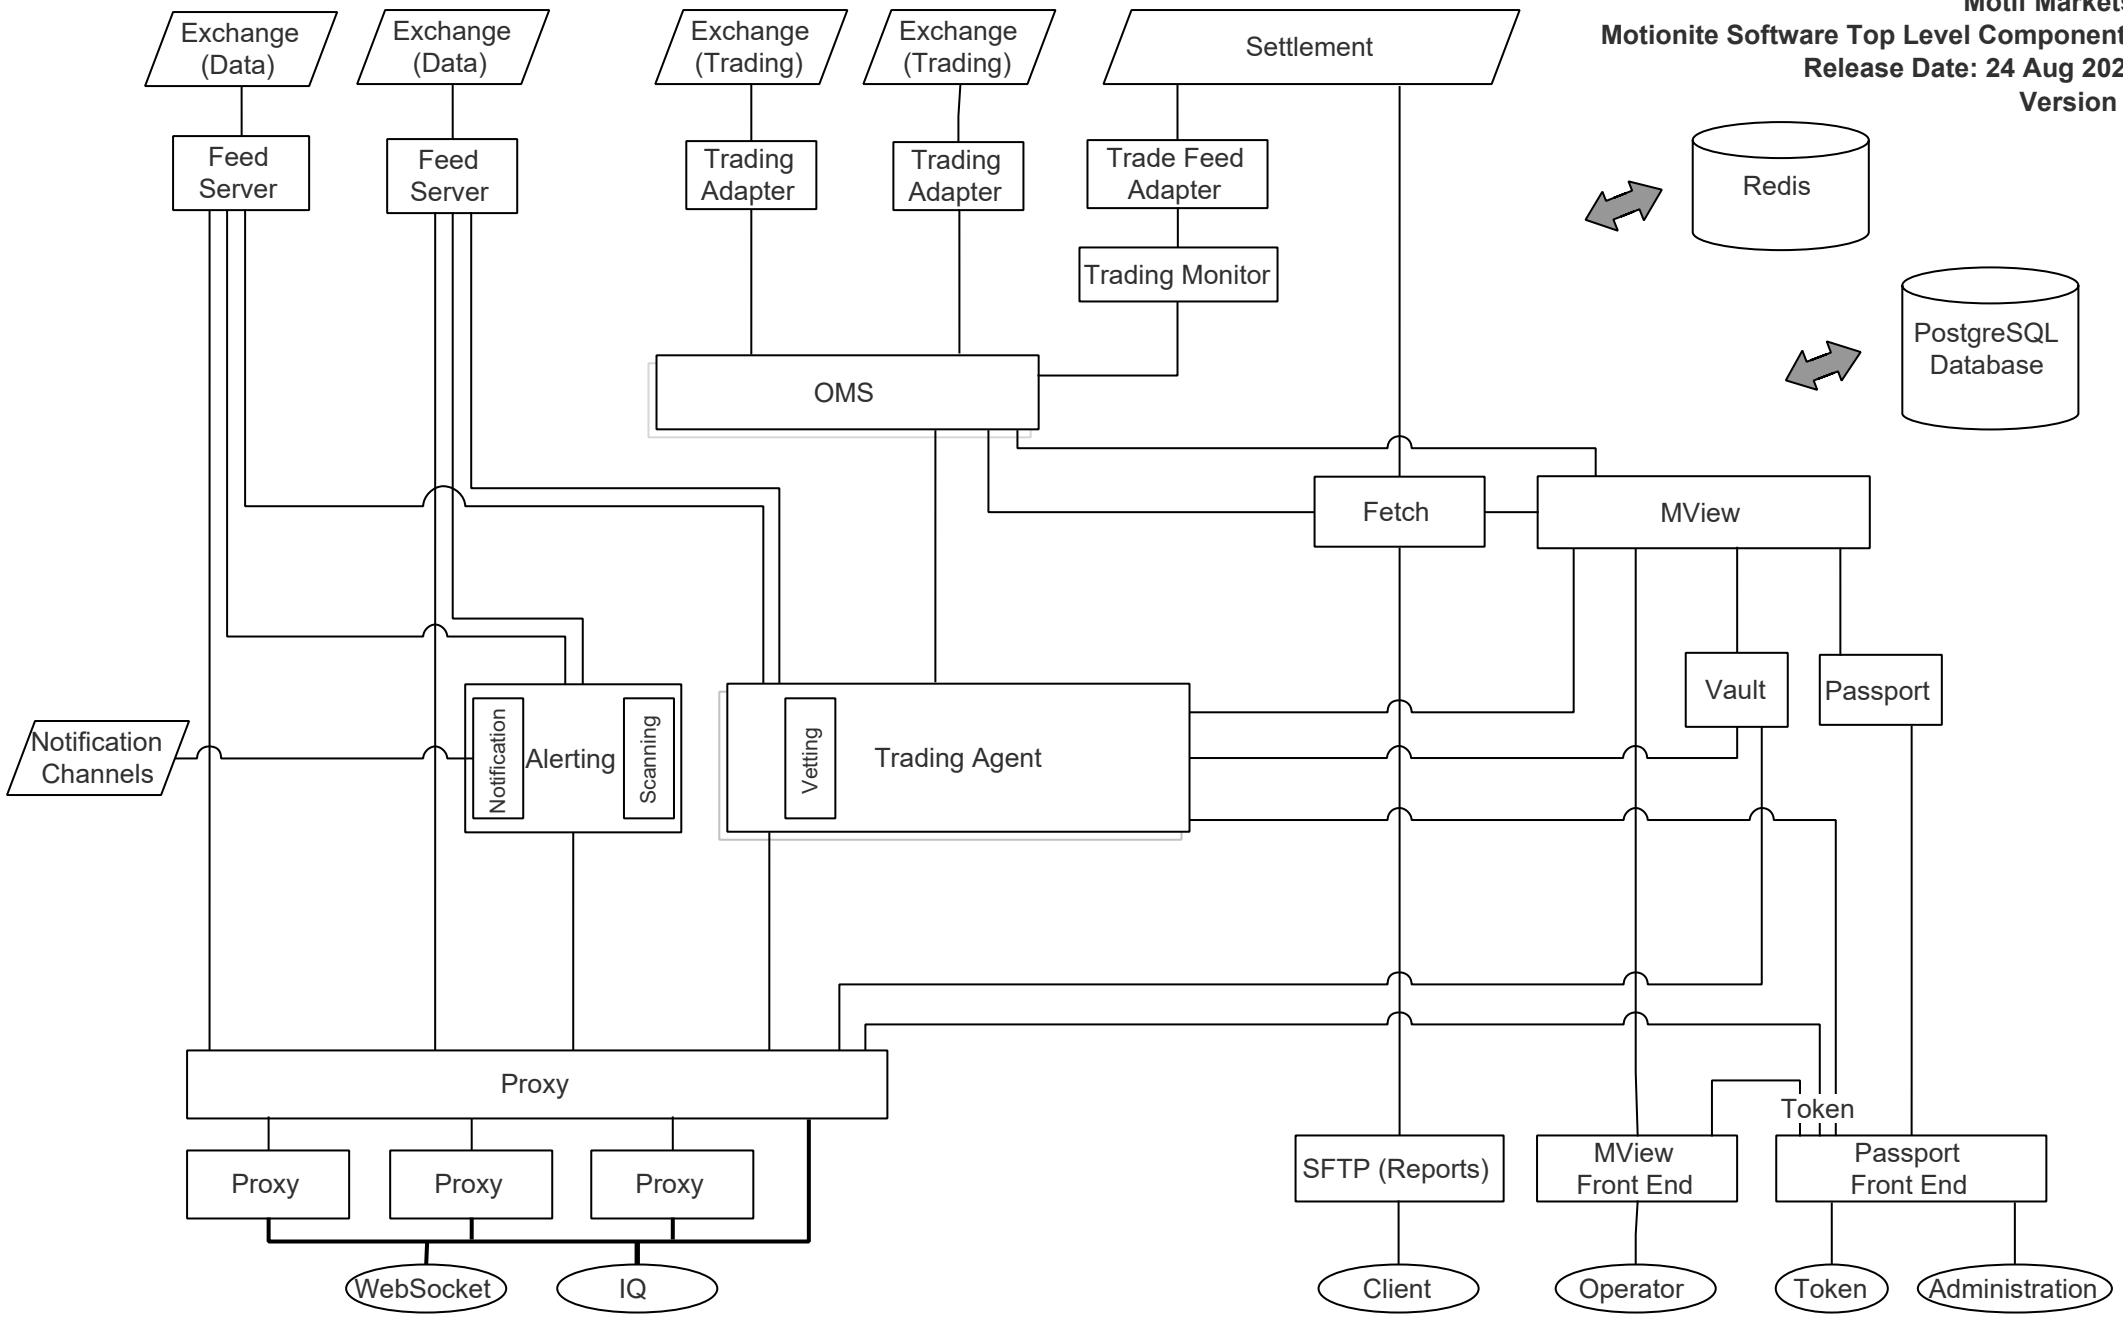 Motif Markets
Motionite Software Top Level Component
Release Date: 24 Aug 202
Version
Exchange
(Data)
Exchange
(Data)
Exchange
(Trading)
Exchange
(Trading)
Settlement
Feed
Server
Feed
Server
Trading
Adapter
Trading
Adapter
Trade Feed
Adapter
Redis
Trading Monitor
PostgreSQL
Database
OMS
Fetch
MView
Vault
Passport
Notification
Channels
Notification
Alerting
Scanning
Vetting
Trading Agent
Proxy
Token
Proxy
Proxy
Proxy
SFTP (Reports)
MView
Front End
Passport
Front End
WebSocket
IQ
Client
Operator
Token
Administration